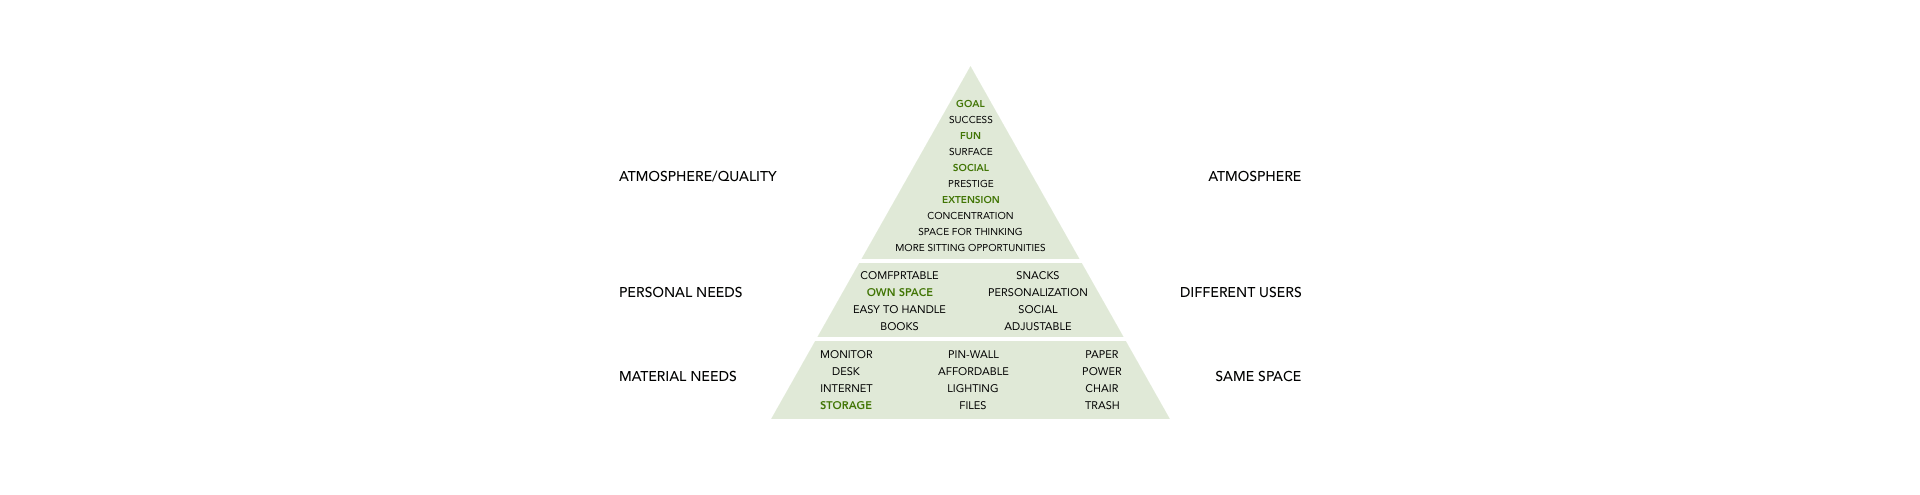 GOAL
SUCCESS
FUN
SURFACE
ATMOSPHERE/QUALITY
SOCIAL
ATMOSPHERE
PRESTIGE
EXTENSION
CONCENTRATION
SPACE FOR THINKING
MORE SITTING OPPORTUNITIES
COMFPRTABLE SNACKS
PERSONAL NEEDS OWN SPACE PERSONALIZATION DIFFERENT USERS
EASY TO HANDLE SOCIAL
BOOKS ADJUSTABLE
MONITOR PIN-WALL PAPER
DESK AFFORDABLE POWER
MATERIAL NEEDS SAME SPACE
INTERNET LIGHTING CHAIR
STORAGE FILES TRASH